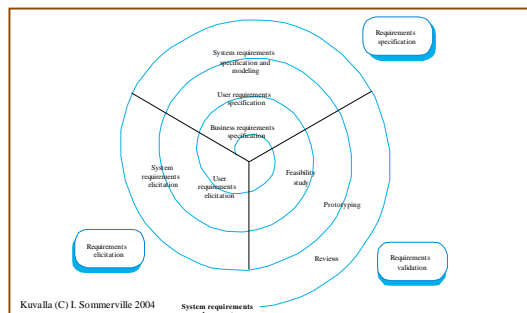 Requirements
specification
System requirements
specification and
modeling
User requirements
specification
Business requirements
specification
System
requirements
elicitation
User
requirements
elicitation
Feasibility
study
Prototyping
Reviews
Requirements
elicitation
Requirements
validation
Kuvalla (C) I. Sommerville 2004
System requirements